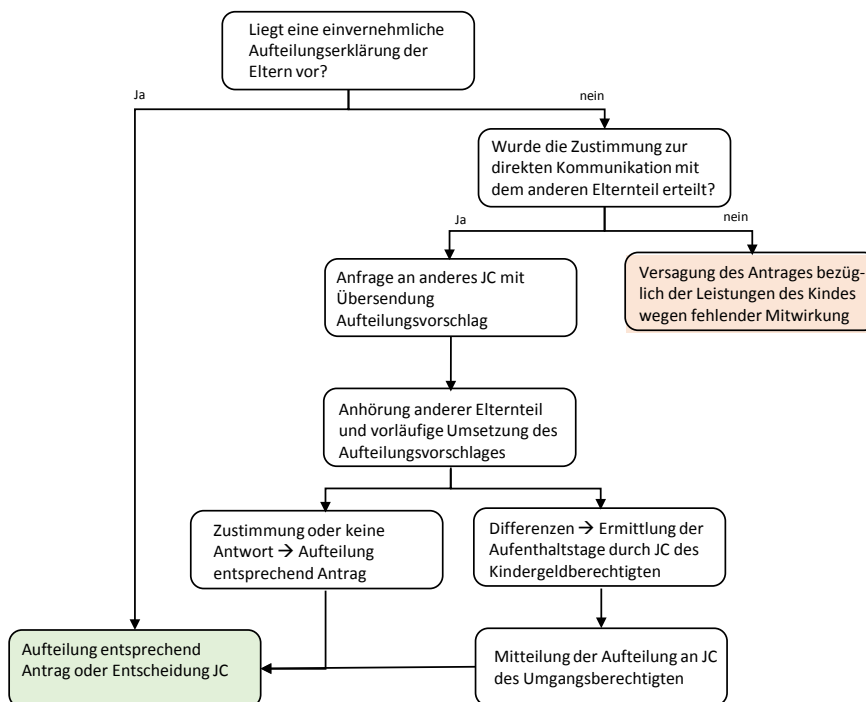 Liegt eine einvernehmliche
Aufteilungserklärung der
Eltern vor?
Ja
nein
Wurde die Zustimmung zur
direkten Kommunikation mit
dem anderen Elternteil erteilt?
Ja
nein
Anfrage an anderes JC mit
Übersendung
Aufteilungsvorschlag
Versagung des Antrages bezüg-
lich der Leistungen des Kindes
wegen fehlender Mitwirkung
Anhörung anderer Elternteil
und vorläufige Umsetzung des
Aufteilungsvorschlages
Zustimmung oder keine
Antwort → Aufteilung
entsprechend Antrag
Differenzen → Ermittlung der
Aufenthaltstage durch JC des
Kindergeldberechtigten
Aufteilung entsprechend
Antrag oder Entscheidung JC
Mitteilung der Aufteilung an JC
des Umgangsberechtigten